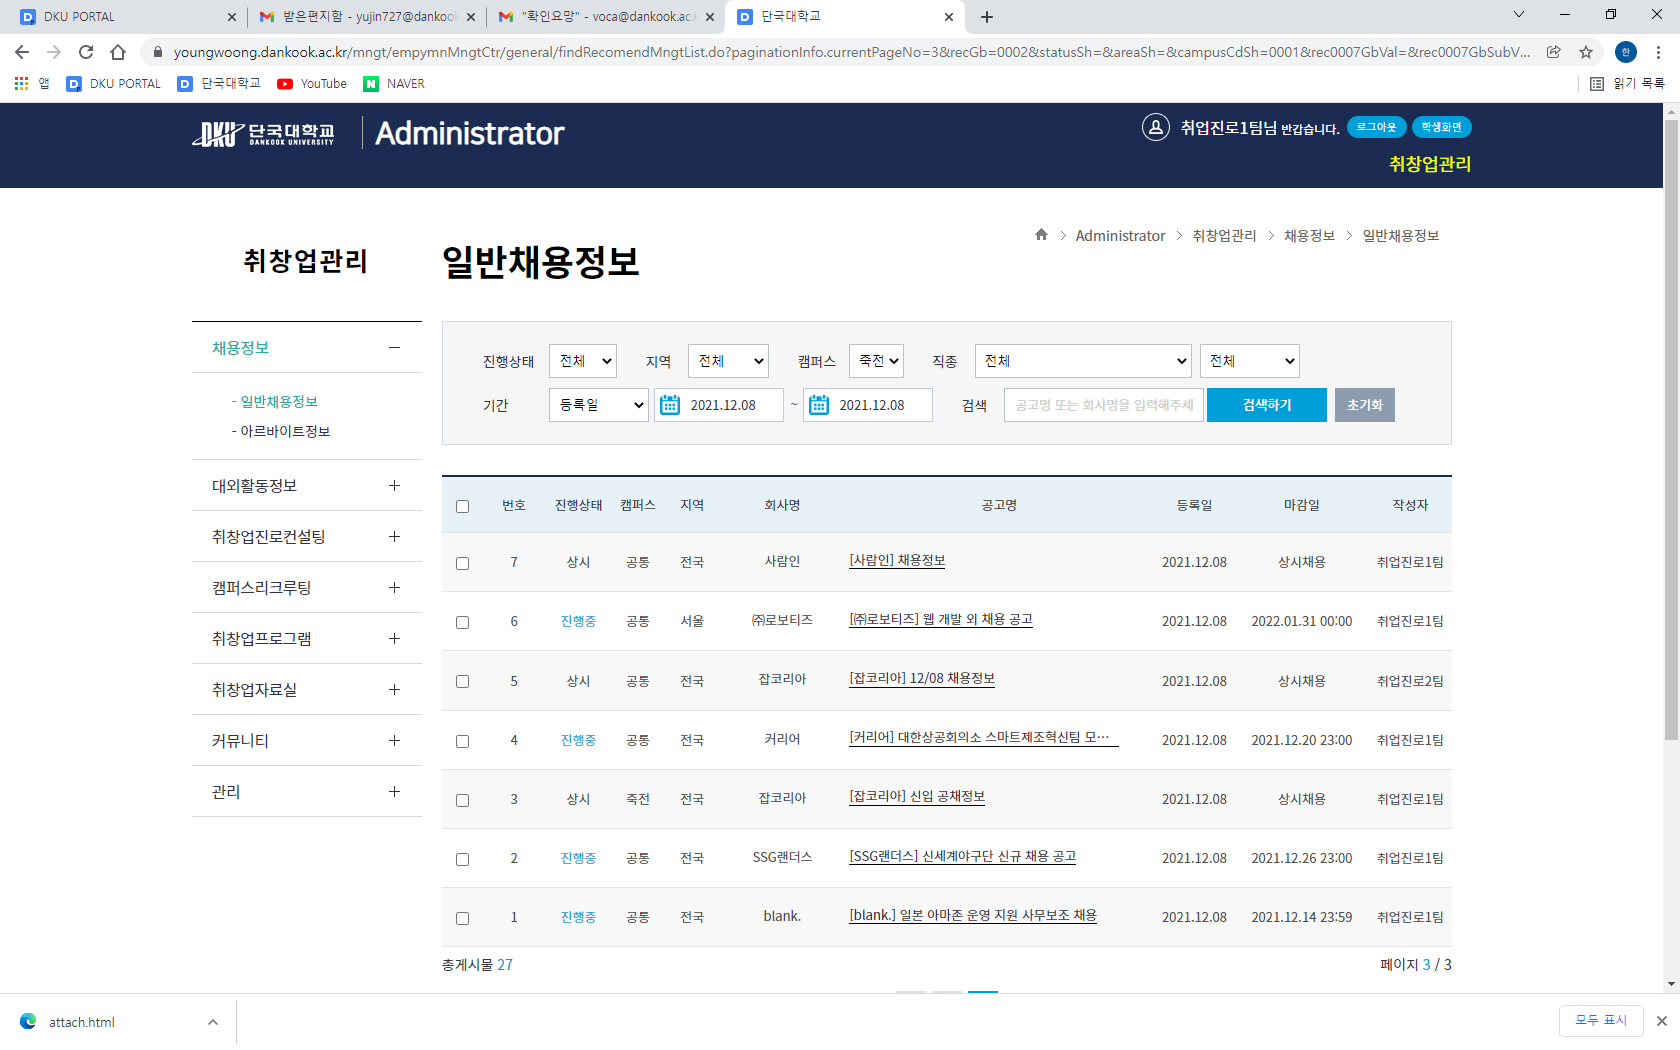 DKU PORTAL
받은편지함 - yujin727@dankoo
"확인요망" - voca@dankook.ac.k
단국대학교
youngwoong.dankook.ac.kr/mngt/empymnMngtCtr/general/findRecomendMngtList.do?paginationInfo.currentPageNo=3&recGb=0002&statusSh=&areaSh=&campusCdSh=0001&rec0007GbVal=&rec0007GbSubV...
한
앱
DKU PORTAL
단국대학교
YouTube
NAVER
읽기 목록
DKU 단국대학교
DANKOOK UNIVERSITY
Administrator
취업진로1팀님 반갑습니다.
로그아웃
학생화면
취창업관리
Administrator > 취창업관리 > 채용정보 > 일반채용정보
취창업관리
일반채용정보
채용정보
- 일반채용정보
- 아르바이트정보
대외활동정보
취창업진로컨설팅
캠퍼스리크루팅
취창업프로그램
취창업자료실
커뮤니티
관리
진행상태 전체 지역 전체 캠퍼스 죽전 직종 전체 전체
기간 등록일 2021.12.08 ~ 2021.12.08 검색 공고명 또는 회사명을 입력해주세 검색하기 초기화
번호 진행상태 캠퍼스 지역 회사명 공고명 등록일 마감일 작성자
7 상시 공통 전국 사람인 [사람인] 채용정보 2021.12.08 상시채용 취업진로1팀
6 진행중 공통 서울 ㈜로보티즈 [㈜로보티즈] 웹 개발 외 채용 공고 2021.12.08 2022.01.31 00:00 취업진로1팀
5 상시 공통 전국 잡코리아 [잡코리아] 12/08 채용정보 2021.12.08 상시채용 취업진로2팀
4 진행중 공통 전국 커리어 [커리어] 대한상공회의소 스마트제조혁신팀 모… 2021.12.08 2021.12.20 23:00 취업진로1팀
3 상시 죽전 전국 잡코리아 [잡코리아] 신입 공채정보 2021.12.08 상시채용 취업진로1팀
2 진행중 공통 전국 SSG랜더스 [SSG랜더스] 신세계야구단 신규 채용 공고 2021.12.08 2021.12.26 23:00 취업진로1팀
1 진행중 공통 전국 blank. [blank.] 일본 아마존 운영 지원 사무보조 채용 2021.12.08 2021.12.14 23:59 취업진로1팀
총게시물 27
페이지 3 / 3
attach.html
모두 표시